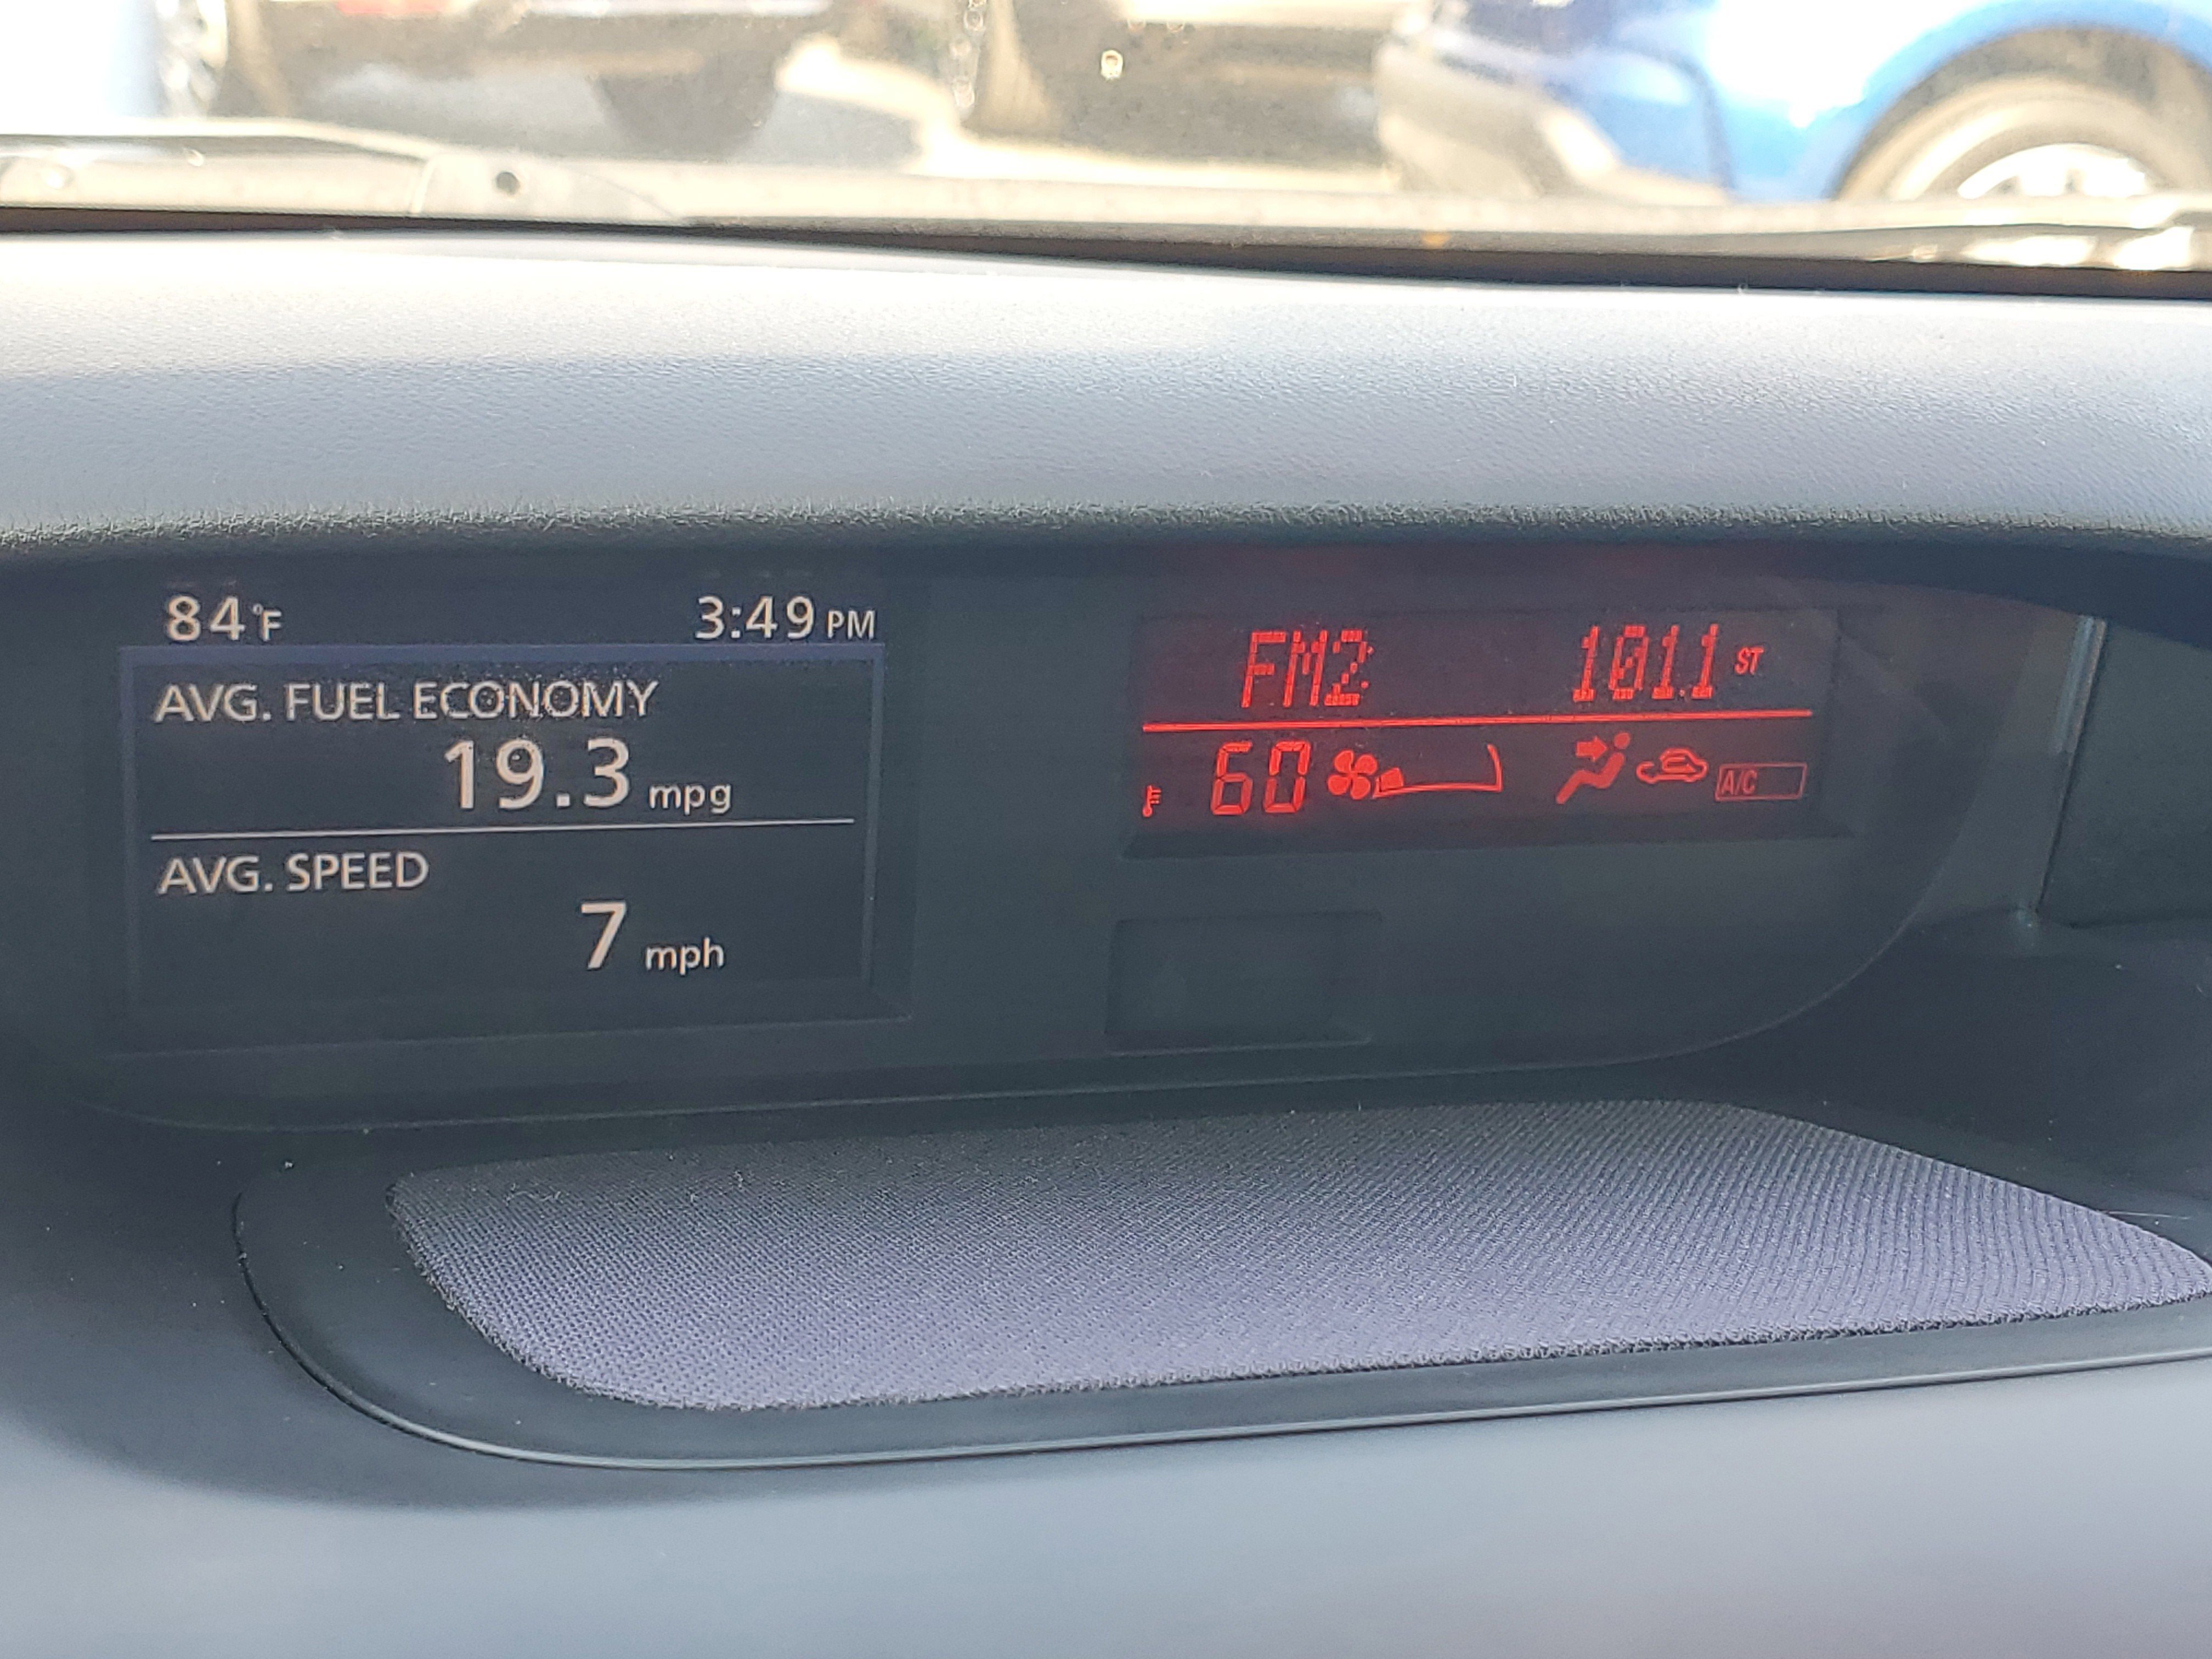 84°F 3:49 PM
AVG. FUEL ECONOMY
19.3 mpg
AVG. SPEED
7 mph
FM2 101.1 ST
60 A/C